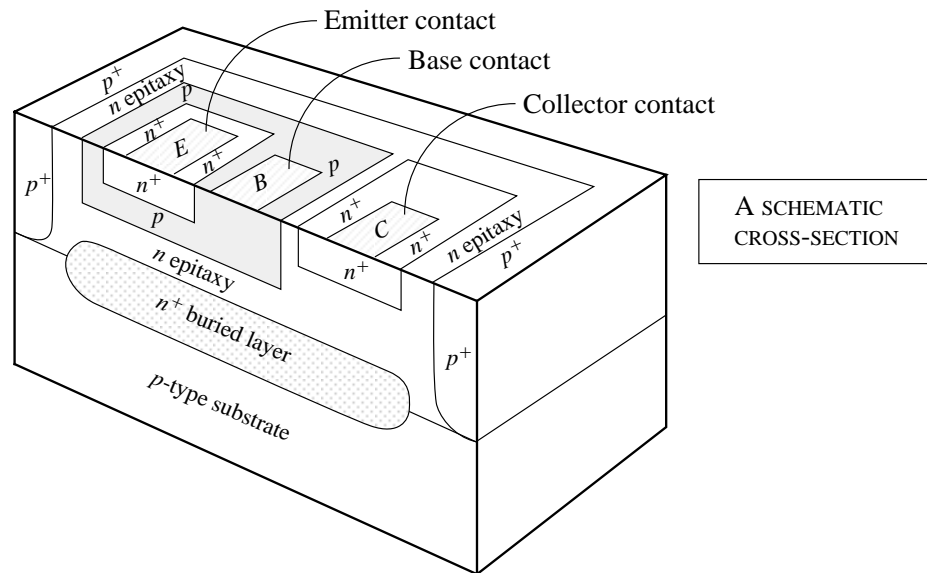 Emitter contact
Base contact
Collector contact
p+
n epitaxy
p
n+
E
n+
B
p
n+
p+
n+
p
n+
C
n+
n epitaxy
p+
n+
n epitaxy
n+ buried layer
p+
p-type substrate
A SCHEMATIC
CROSS-SECTION